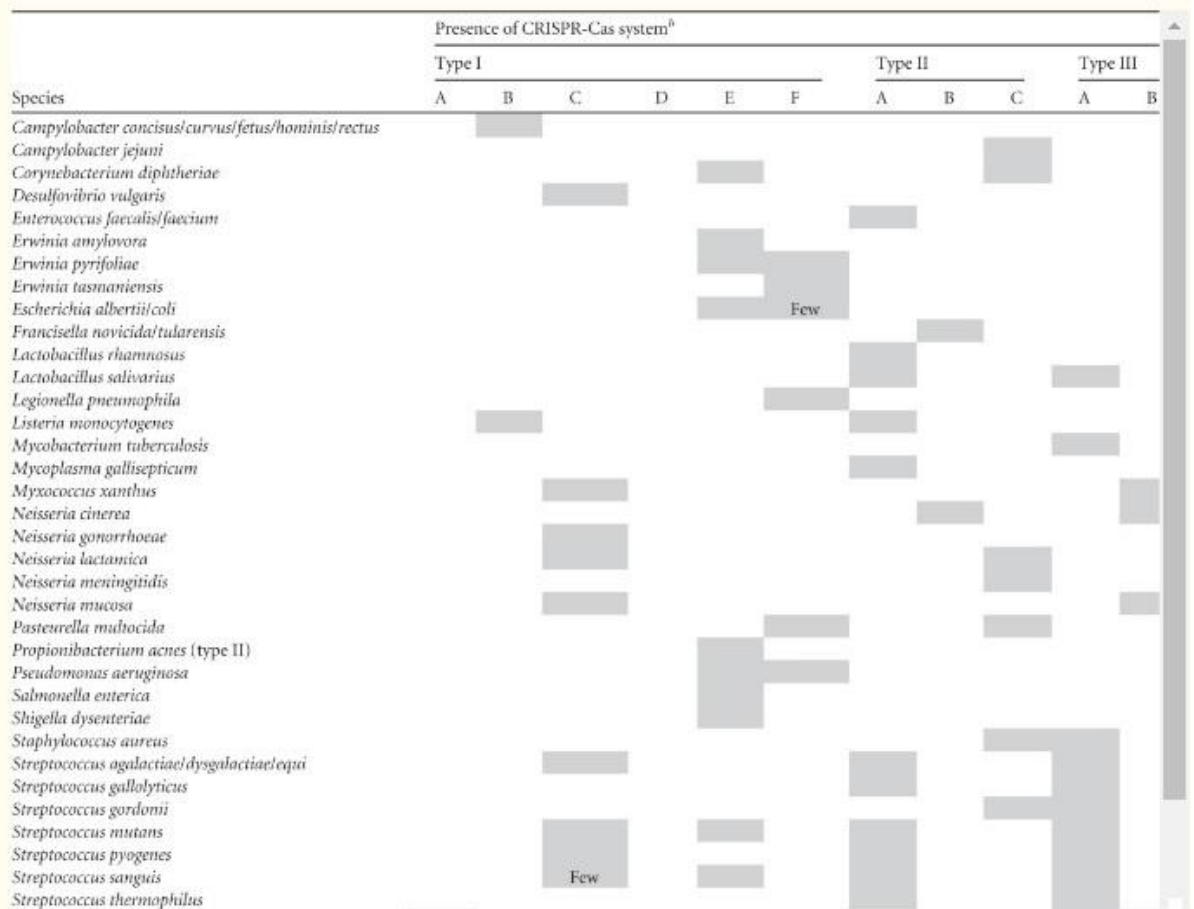 Presence of CRISPR-Cas systemᵇ
Type I Type II Type III
Species A B C D E F A B C A B
Campylobacter concisus/curvus/fetus/hominis/rectus
Campylobacter jejuni
Corynebacterium diphtheriae
Desulfovibrio vulgaris
Enterococcus faecalis/faecium
Erwinia amylovora
Erwinia pyrifoliae
Erwinia tasmaniensis
Escherichia albertii/coli Few
Francisella novicida/tularensis
Lactobacillus rhamnosus
Lactobacillus salivarius
Legionella pneumophila
Listeria monocytogenes
Mycobacterium tuberculosis
Mycoplasma gallisepticum
Myxococcus xanthus
Neisseria cinerea
Neisseria gonorrhoeae
Neisseria lactamica
Neisseria meningitidis
Neisseria mucosa
Pasteurella multocida
Propionibacterium acnes (type II)
Pseudomonas aeruginosa
Salmonella enterica
Shigella dysenteriae
Staphylococcus aureus
Streptococcus agalactiae/dysgalactiae/equi
Streptococcus gallolyticus
Streptococcus gordonii
Streptococcus mutans
Streptococcus pyogenes
Streptococcus sanguis Few
Streptococcus thermophilus